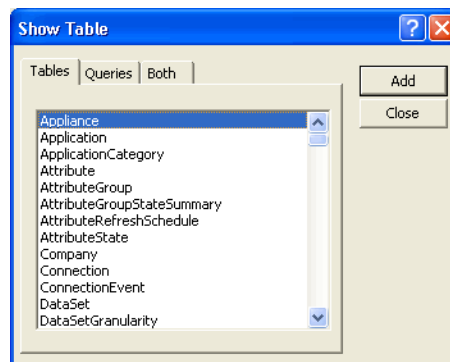 Show Table
Tables Queries Both
Add
Close
Appliance
Application
ApplicationCategory
Attribute
AttributeGroup
AttributeGroupStateSummary
AttributeRefreshSchedule
AttributeState
Company
Connection
ConnectionEvent
DataSet
DataSetGranularity